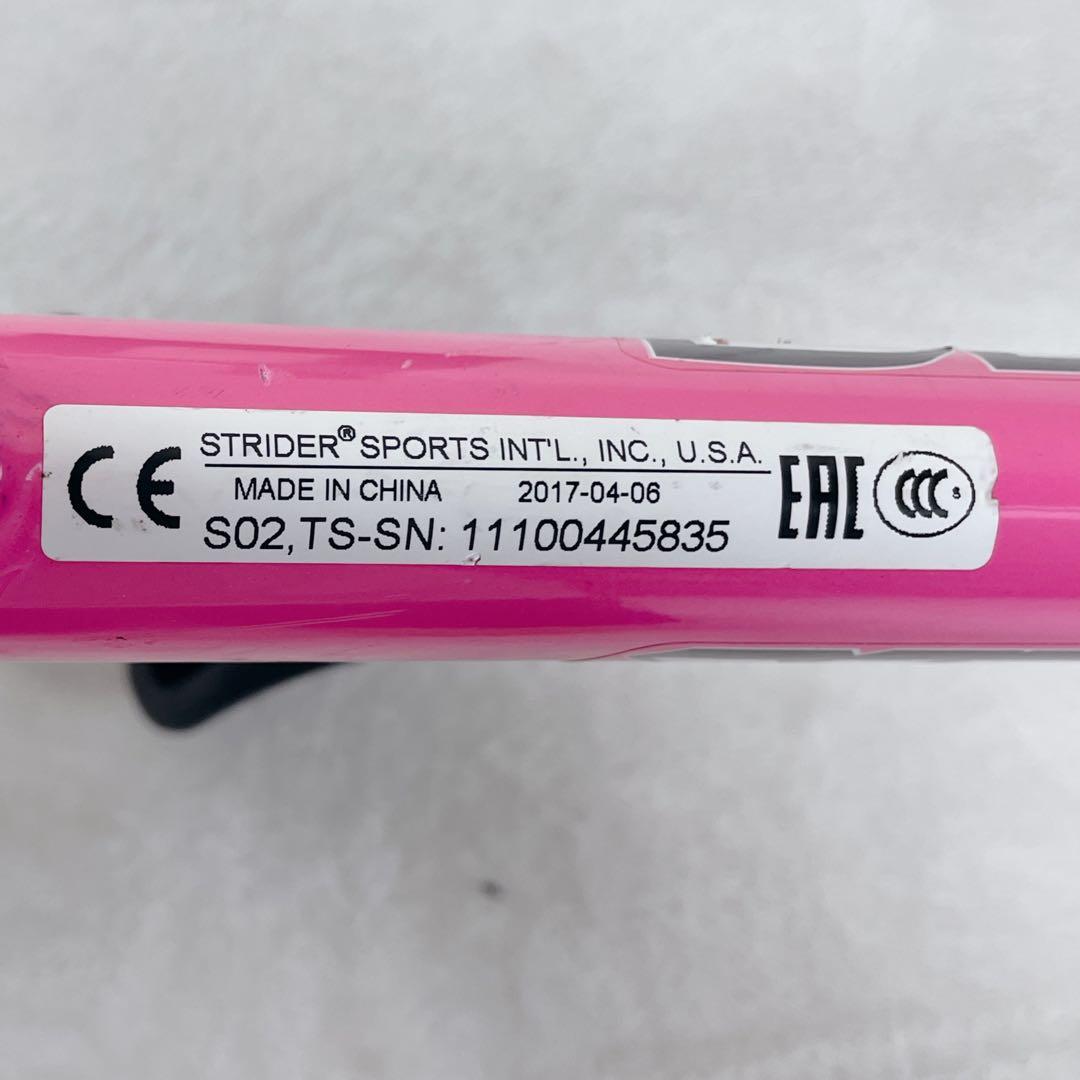 CE
STRIDER® SPORTS INT'L., INC., U.S.A.
MADE IN CHINA 2017-04-06
S02,TS-SN: 11100445835
EAC
CCC S